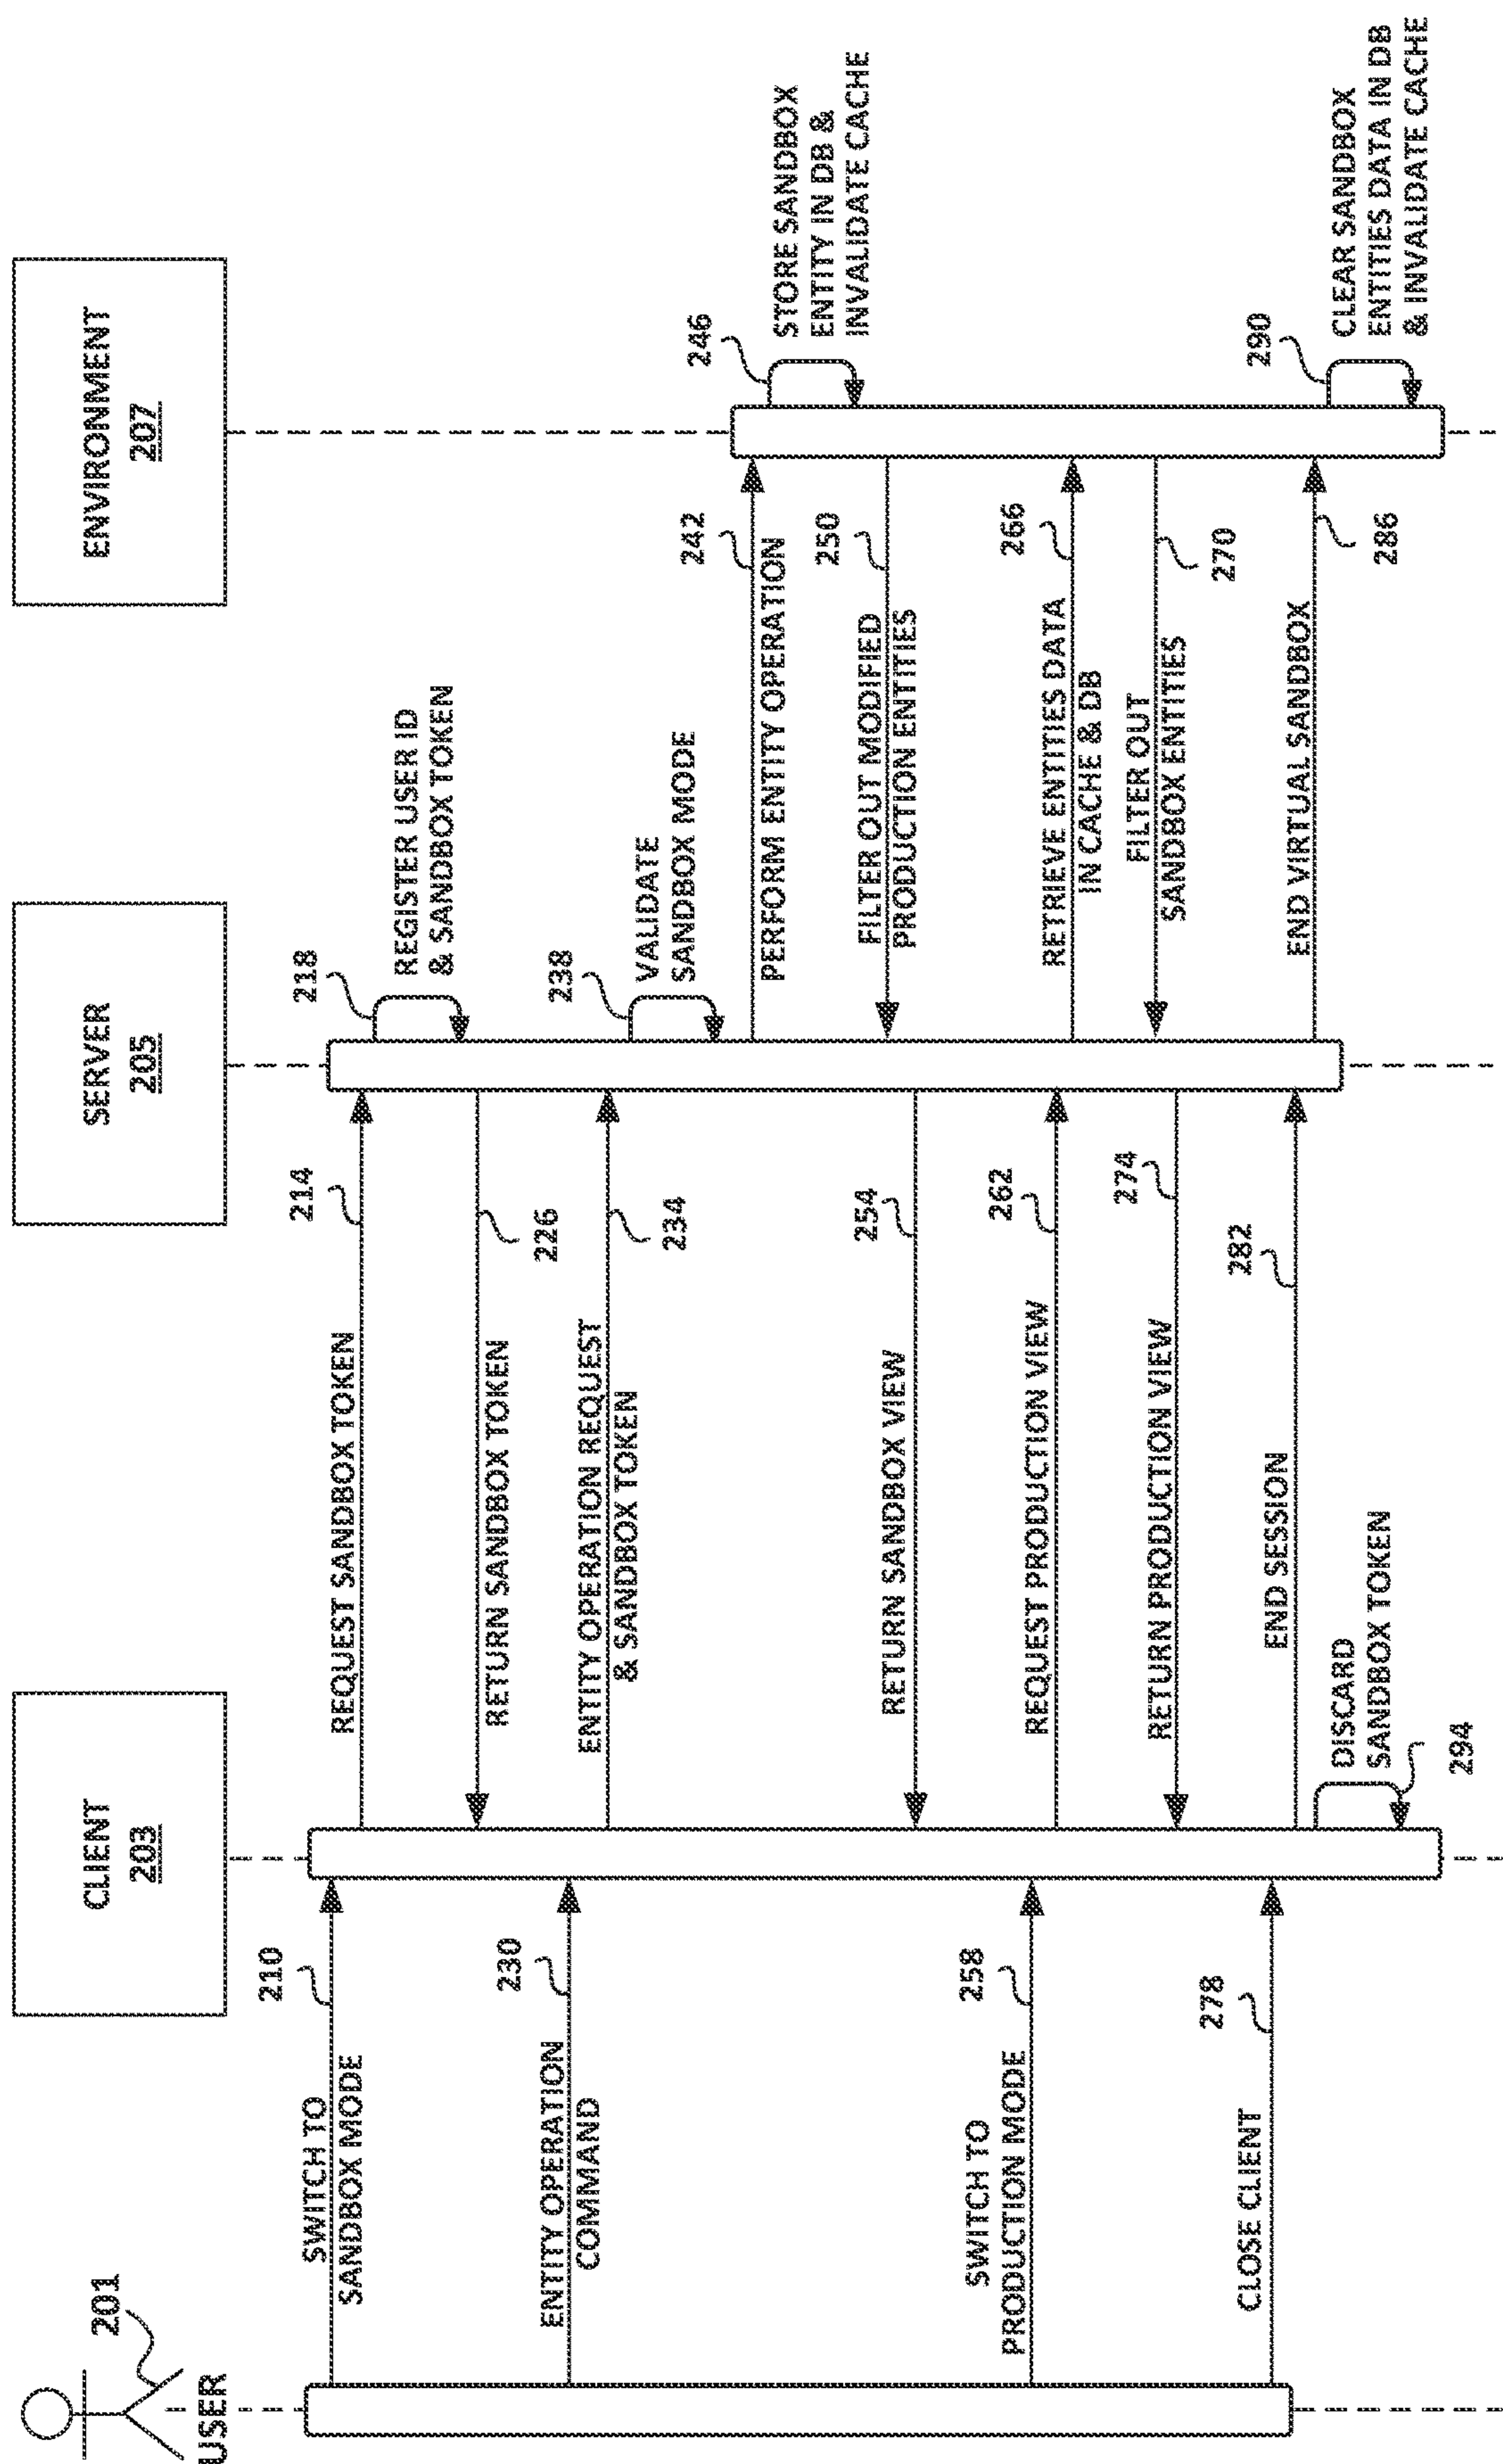 201
USER
CLIENT
203
SERVER
205
ENVIRONMENT
207
SWITCH TO
SANDBOX MODE
210
REQUEST SANDBOX TOKEN
214
218
REGISTER USER ID
& SANDBOX TOKEN
RETURN SANDBOX TOKEN
226
ENTITY OPERATION
COMMAND
230
ENTITY OPERATION REQUEST
& SANDBOX TOKEN
234
238
VALIDATE
SANDBOX MODE
PERFORM ENTITY OPERATION
242
246
STORE SANDBOX
ENTITY IN DB &
INVALIDATE CACHE
FILTER OUT MODIFIED
PRODUCTION ENTITIES
250
RETURN SANDBOX VIEW
254
SWITCH TO
PRODUCTION MODE
258
REQUEST PRODUCTION VIEW
262
RETRIEVE ENTITIES DATA
IN CACHE & DB
266
FILTER OUT
SANDBOX ENTITIES
270
RETURN PRODUCTION VIEW
274
CLOSE CLIENT
278
END SESSION
282
END VIRTUAL SANDBOX
286
290
CLEAR SANDBOX
ENTITIES DATA IN DB
& INVALIDATE CACHE
DISCARD
SANDBOX TOKEN
294